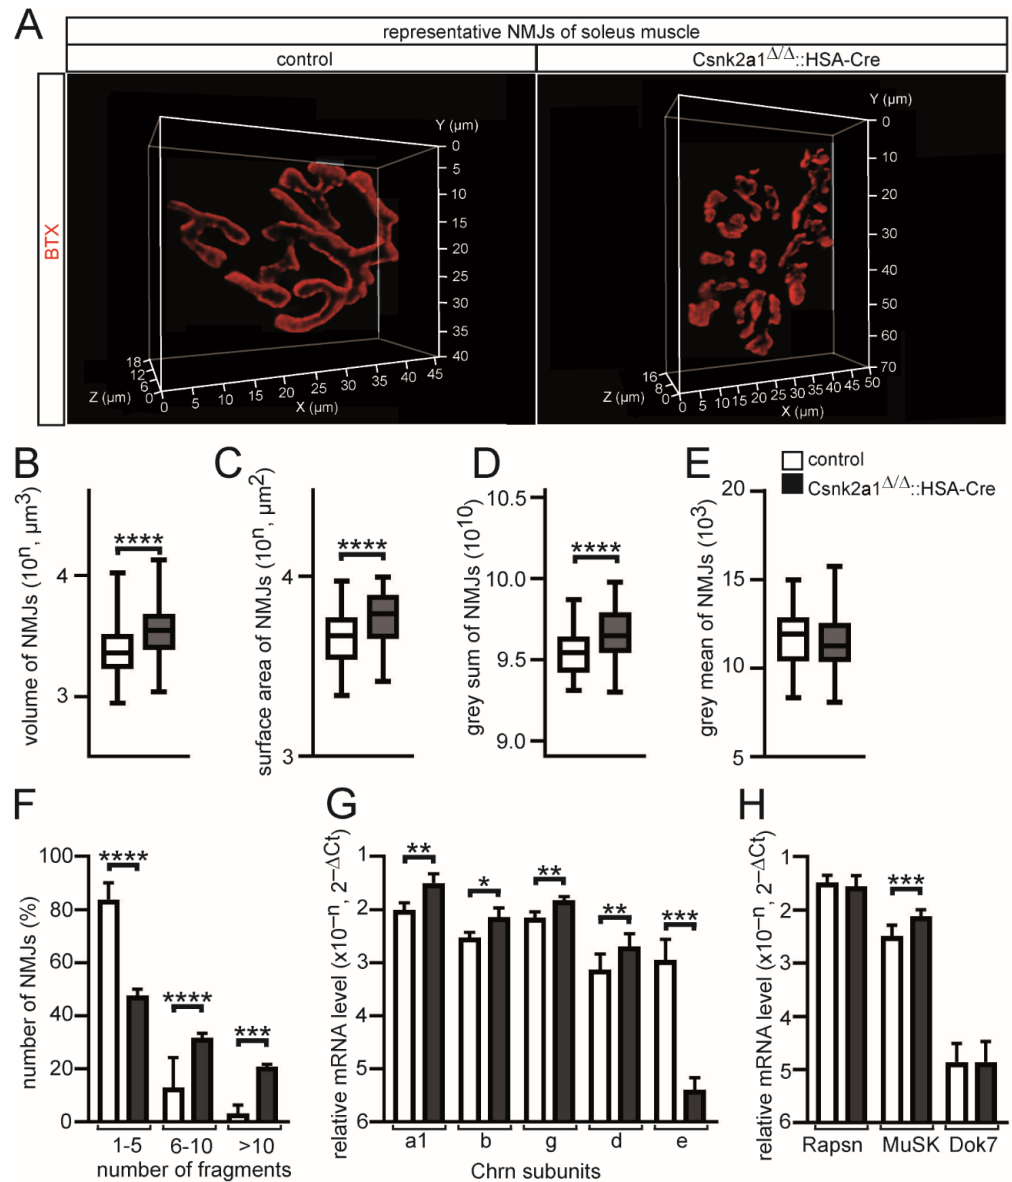 A
representative NMJs of soleus muscle
control
Csnk2a1Δ/Δ::HSA-Cre
BTX
Y (µm)
0
5
10
15
20
25
30
35
40
18
12
6
0
Z (µm)
0 5 10 15 20 25 30 35 40 45
X (µm)
Y (µm)
0
10
20
30
40
50
60
70
16
8
0
Z (µm)
0 5 10 15 20 25 30 35 40 45 50
X (µm)
B
volume of NMJs (10n, µm3)
4
3
****
C
surface area of NMJs (10n, µm2)
4
3
****
D
grey sum of NMJs (1010)
10.5
10.0
9.5
9.0
****
E
control
Csnk2a1Δ/Δ::HSA-Cre
grey mean of NMJs (103)
20
15
10
5
F
number of NMJs (%)
100
80
60
40
20
0
****
****
***
1-5 6-10 >10
number of fragments
G
relative mRNA level (x10−n, 2−ΔCt)
1
2
3
4
5
6
**
*
**
**
***
a1 b g d e
Chrn subunits
H
relative mRNA level (x10−n, 2−ΔCt)
1
2
3
4
5
6
***
Rapsn MuSK Dok7